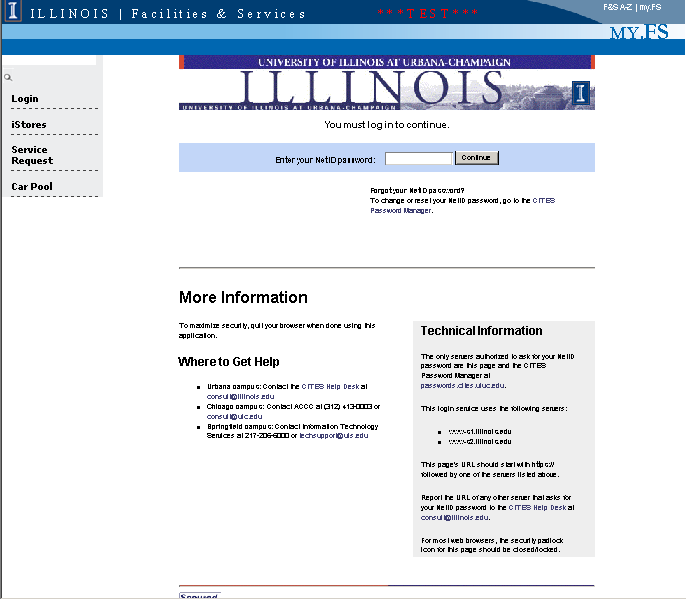 I ILLINOIS | Facilities & Services
***TEST***
F&S A-Z | my.FS
MY.FS
Login
iStores
Service
Request
Car Pool
UNIVERSITY OF ILLINOIS AT URBANA-CHAMPAIGN
ILLINOIS
UNIVERSITY OF ILLINOIS AT URBANA-CHAMPAIGN
I
You must log in to continue.
Enter your NetID password:
Continue
Forgot your NetID password?
To change or reset your NetID password, go to the CITES
Password Manager.
More Information
To maximize security, quit your browser when done using this
application.
Where to Get Help
Urbana campus: Contact the CITES Help Desk at
consult@illinois.edu
Chicago campus: Contact ACCC at (312) 413-0003 or
consult@uic.edu
Springfield campus: Contact Information Technology
Services at 217-206-6000 or techsupport@uis.edu
Technical Information
The only servers authorized to ask for your NetID
password are this page and the CITES
Password Manager at
passwords.cites.uiuc.edu.
This login service uses the following servers:
www-s1.illinois.edu
www-s2.illinois.edu
This page's URL should start with https://
followed by one of the servers listed above.
Report the URL of any other server that asks for
your NetID password to the CITES Help Desk at
consult@illinois.edu.
For most web browsers, the security padlock
icon for this page should be closed/locked.
Secured